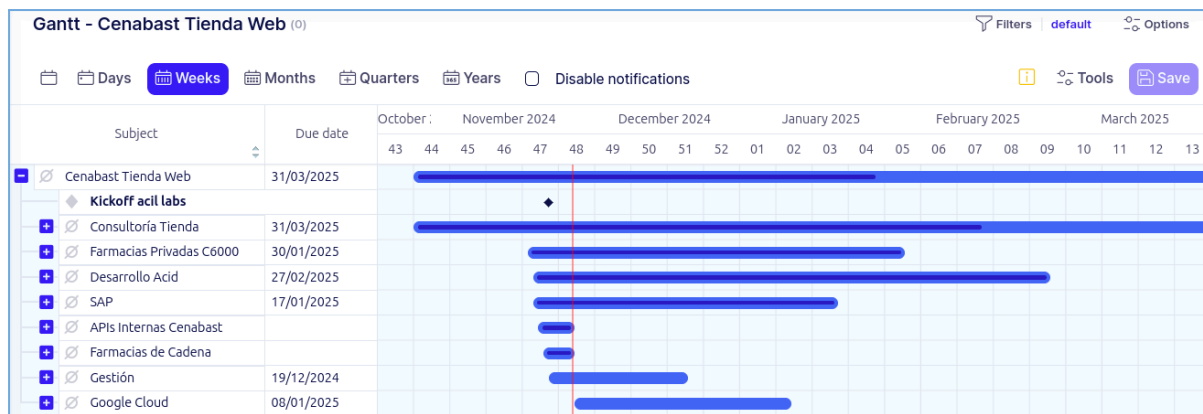 Gantt - Cenabast Tienda Web (0)
Filters default Options
Days Weeks Months Quarters Years Disable notifications
Tools Save
Subject Due date
October 2 November 2024 December 2024 January 2025 February 2025 March 2025
43 44 45 46 47 48 49 50 51 52 01 02 03 04 05 06 07 08 09 10 11 12 13
Cenabast Tienda Web 31/03/2025
Kickoff acil labs
Consultoría Tienda 31/03/2025
Farmacias Privadas C6000 30/01/2025
Desarrollo Acid 27/02/2025
SAP 17/01/2025
APIs Internas Cenabast
Farmacias de Cadena
Gestión 19/12/2024
Google Cloud 08/01/2025